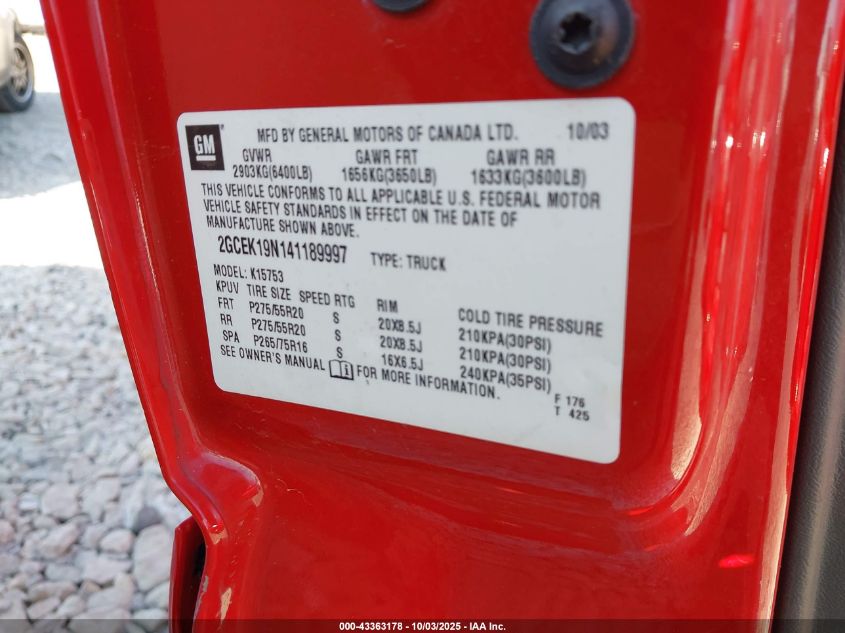 GM
MFD BY GENERAL MOTORS OF CANADA LTD. 10/03
GVWR GAWR FRT GAWR RR
2903KG(6400LB) 1656KG(3650LB) 1633KG(3600LB)
THIS VEHICLE CONFORMS TO ALL APPLICABLE U.S. FEDERAL MOTOR
VEHICLE SAFETY STANDARDS IN EFFECT ON THE DATE OF
MANUFACTURE SHOWN ABOVE.
2GCEK19N141189997 TYPE: TRUCK
MODEL: K15753
KPUV TIRE SIZE SPEED RTG RIM COLD TIRE PRESSURE
FRT P275/55R20 S 20X8.5J 210KPA(30PSI)
RR P275/55R20 S 20X8.5J 210KPA(30PSI)
SPA P265/75R16 S 16X6.5J 240KPA(35PSI)
SEE OWNER'S MANUAL FOR MORE INFORMATION.
F 176
T 425
000-43363178 - 10/03/2025 - IAA Inc.